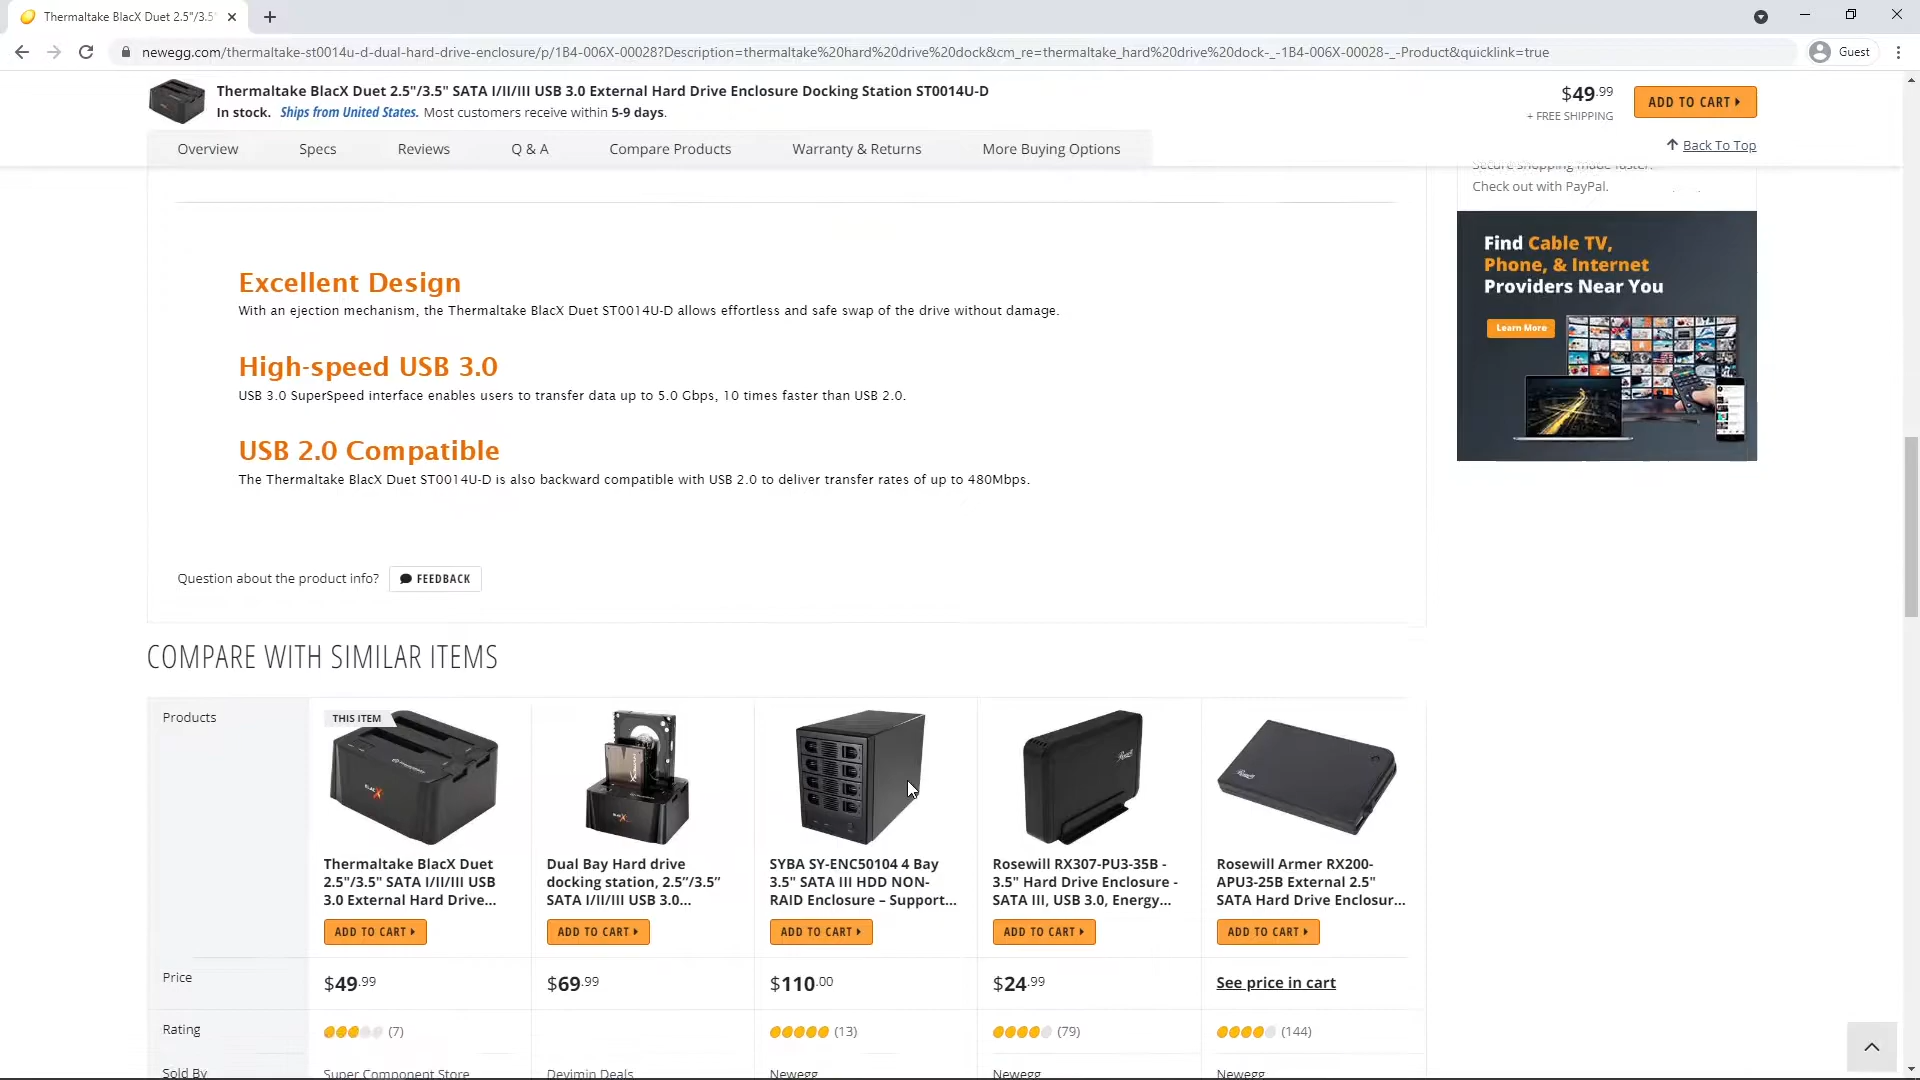 Thermaltake BlacX Duet 2.5"/3.5"
newegg.com/thermaltake-st0014u-d-dual-hard-drive-enclosure/p/1B4-006X-00028?Description=thermaltake%20hard%20drive%20dock&cm_re=thermaltake_hard%20drive%20dock-_-1B4-006X-00028-_-Product&quicklink=true
Guest
Thermaltake BlacX Duet 2.5"/3.5" SATA I/II/III USB 3.0 External Hard Drive Enclosure Docking Station ST0014U-D
In stock. Ships from United States. Most customers receive within 5-9 days.
$49.99
+ FREE SHIPPING
ADD TO CART
Overview
Specs
Reviews
Q & A
Compare Products
Warranty & Returns
More Buying Options
Back To Top
Secure shopping made faster.
Check out with PayPal.
Find Cable TV,
Phone, & Internet
Providers Near You
Learn More
Excellent Design
With an ejection mechanism, the Thermaltake BlacX Duet ST0014U-D allows effortless and safe swap of the drive without damage.
High-speed USB 3.0
USB 3.0 SuperSpeed interface enables users to transfer data up to 5.0 Gbps, 10 times faster than USB 2.0.
USB 2.0 Compatible
The Thermaltake BlacX Duet ST0014U-D is also backward compatible with USB 2.0 to deliver transfer rates of up to 480Mbps.
Question about the product info?
FEEDBACK
COMPARE WITH SIMILAR ITEMS
Products
THIS ITEM
Thermaltake BlacX Duet
2.5"/3.5" SATA I/II/III USB
3.0 External Hard Drive...
ADD TO CART
Dual Bay Hard drive
docking station, 2.5”/3.5”
SATA I/II/III USB 3.0...
ADD TO CART
SYBA SY-ENC50104 4 Bay
3.5" SATA III HDD NON-
RAID Enclosure – Support...
ADD TO CART
Rosewill RX307-PU3-35B -
3.5" Hard Drive Enclosure -
SATA III, USB 3.0, Energy...
ADD TO CART
Rosewill Armer RX200-
APU3-25B External 2.5"
SATA Hard Drive Enclosur...
ADD TO CART
Price
$49.99
$69.99
$110.00
$24.99
See price in cart
Rating
(7)
(13)
(79)
(144)
Sold By
Super Component Store
Devimin Deals
Newegg
Newegg
Newegg